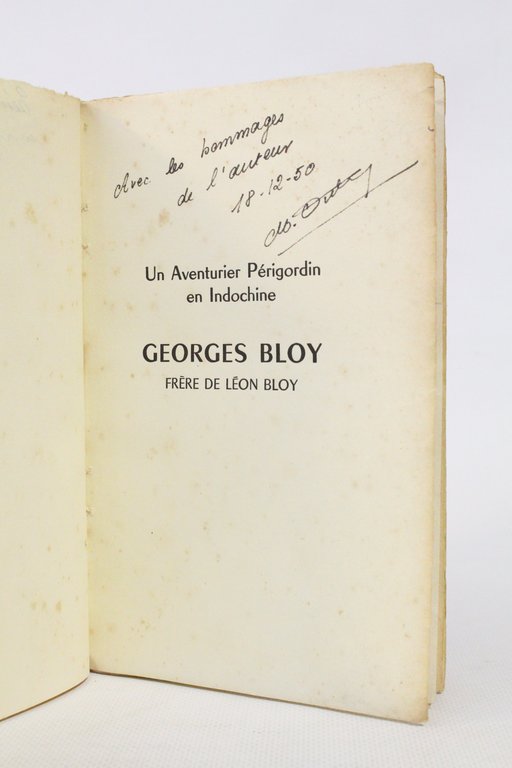 Avec les hommages
de l'auteur
18-12-50
Un Aventurier Périgordin
en Indochine
GEORGES BLOY
FRÈRE DE LÉON BLOY